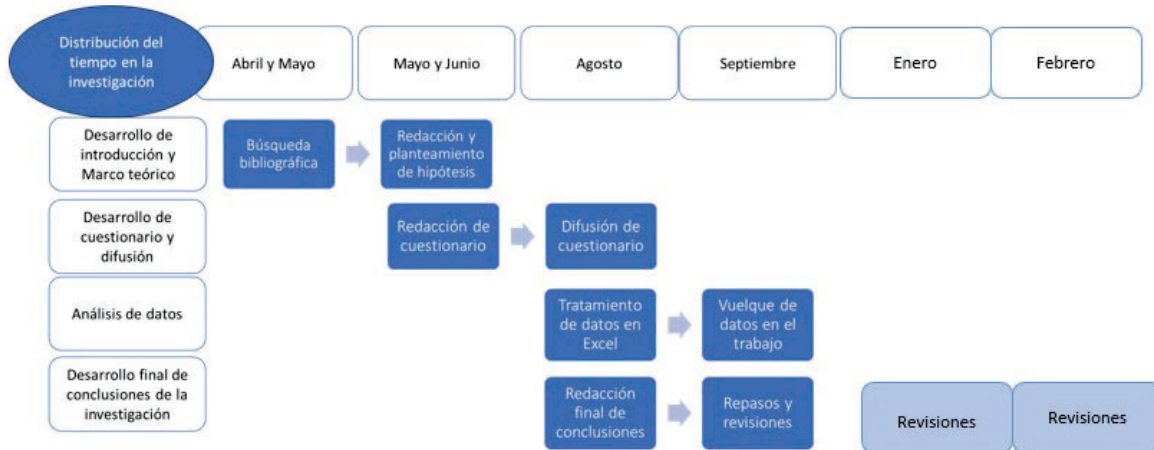 Distribución del
tiempo en la
investigación
Abril y Mayo
Mayo y Junio
Agosto
Septiembre
Enero
Febrero
Desarrollo de
introducción y
Marco teórico
Búsqueda
bibliográfica
Redacción y
planteamiento
de hipótesis
Desarrollo de
cuestionario y
difusión
Redacción de
cuestionario
Difusión de
cuestionario
Análisis de datos
Tratamiento
de datos en
Excel
Vuelque de
datos en el
trabajo
Desarrollo final de
conclusiones de la
investigación
Redacción
final de
conclusiones
Repasos y
revisiones
Revisiones
Revisiones